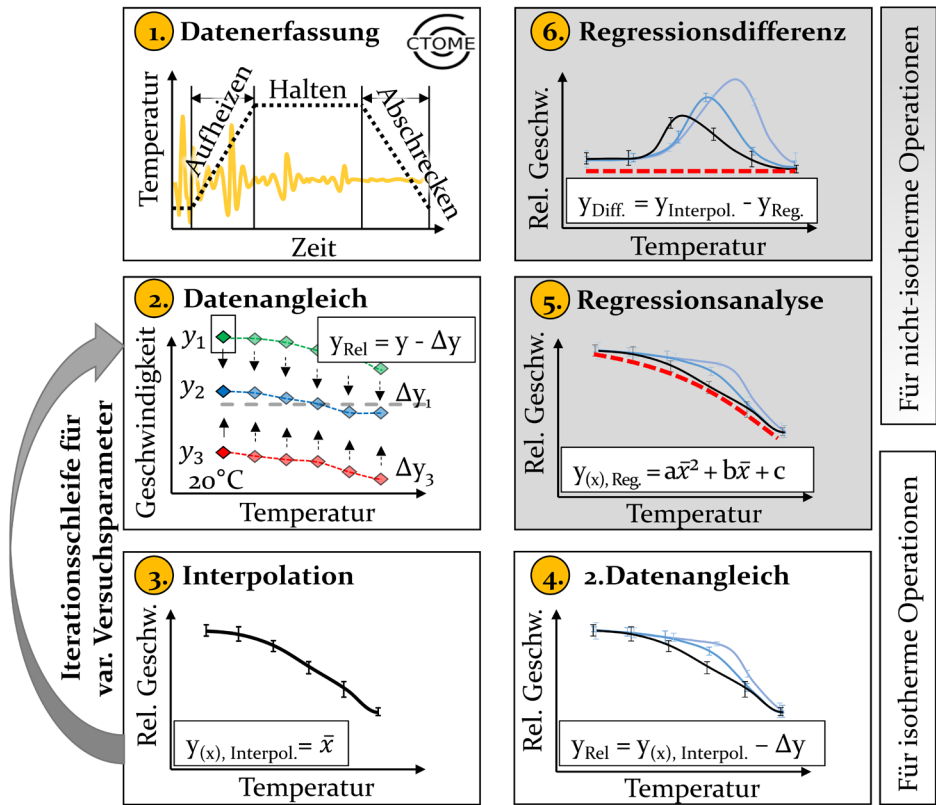 1. Datenerfassung
CTOME
Temperatur
Aufheizen
Halten
Abschrecken
Zeit
2. Datenangleich
Geschwindigkeit
y1
y2
y3
20°C
yRel = y - Δy
Δy1
Δy3
Temperatur
Iterationsschleife für
var. Versuchsparameter
3. Interpolation
Rel. Geschw.
y(x), Interpol. = x̄
Temperatur
4. 2.Datenangleich
Rel. Geschw.
yRel = y(x), Interpol. − Δy
Temperatur
5. Regressionsanalyse
Rel. Geschw.
y(x), Reg. = ax̄² + bx̄ + c
6. Regressionsdifferenz
Rel. Geschw.
yDiff. = yInterpol. - yReg.
Temperatur
Für nicht-isotherme Operationen
Für isotherme Operationen